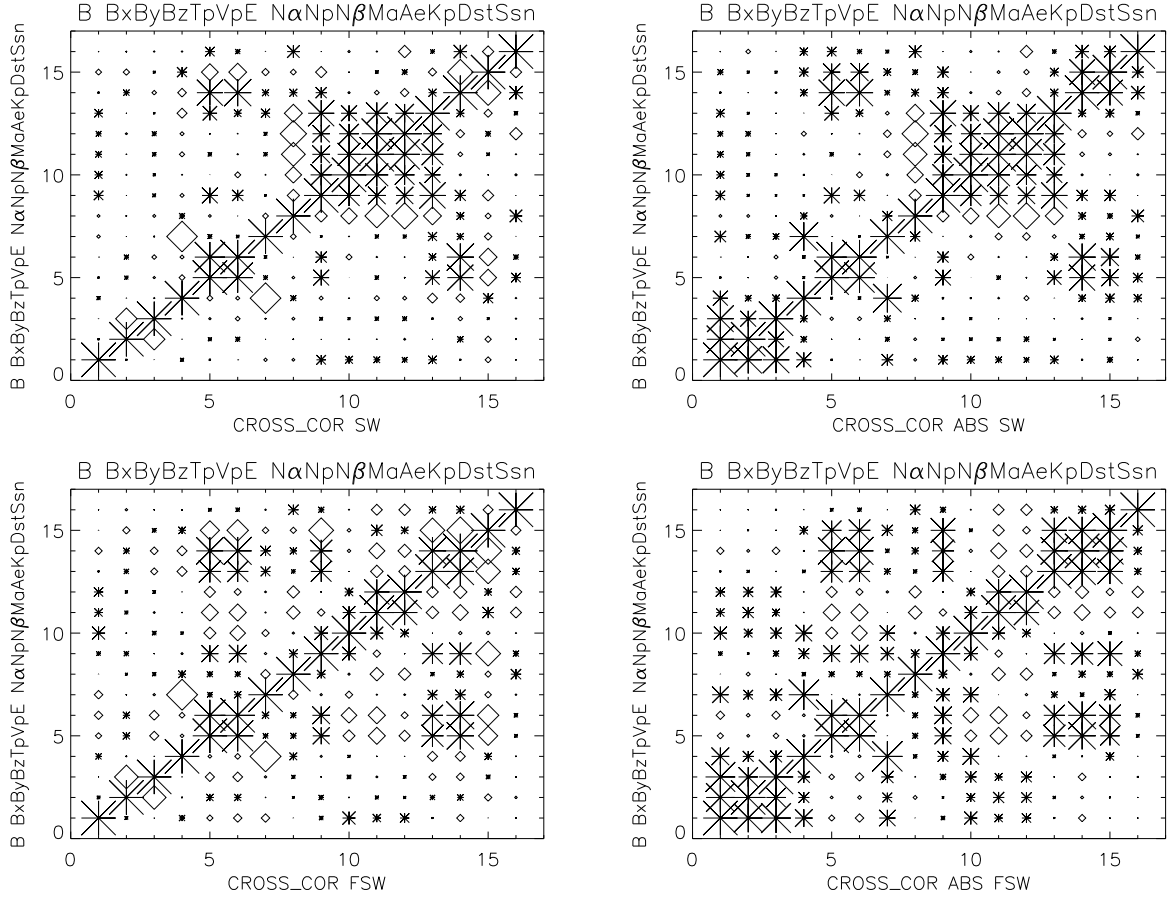 B BxByBzTpVpE NαNpNβMaAeKpDstSsn
B BxByBzTpVpE NαNpNβMaAeKpDstSsn
B BxByBzTpVpE NαNpNβMaAeKpDstSsn
15
10
5
0
0 5 10 15
CROSS_COR SW
B BxByBzTpVpE NαNpNβMaAeKpDstSsn
15
10
5
0
0 5 10 15
CROSS_COR ABS SW
B BxByBzTpVpE NαNpNβMaAeKpDstSsn
B BxByBzTpVpE NαNpNβMaAeKpDstSsn
B BxByBzTpVpE NαNpNβMaAeKpDstSsn
15
10
5
0
0 5 10 15
CROSS_COR FSW
B BxByBzTpVpE NαNpNβMaAeKpDstSsn
15
10
5
0
0 5 10 15
CROSS_COR ABS FSW